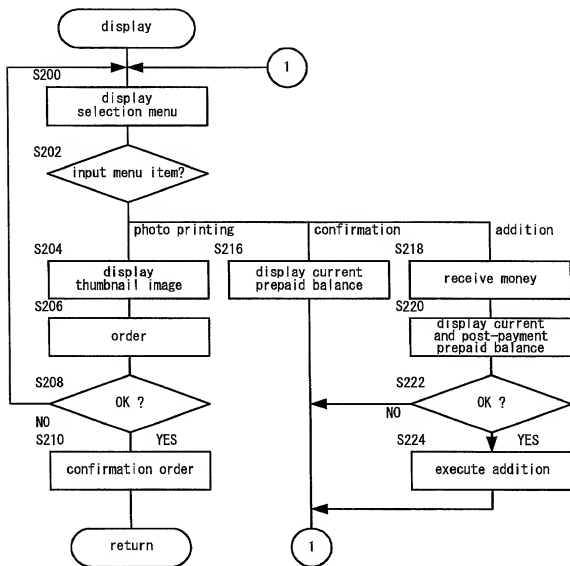 display
S200
1
display
selection menu
S202
input menu item?
photo printing
confirmation
addition
S204
display
thumbnail image
S216
display current
prepaid balance
S218
receive money
S206
order
S220
display current
and post-payment
prepaid balance
S208
OK ?
NO
YES
S222
OK ?
NO
YES
S210
confirmation order
S224
execute addition
return
1